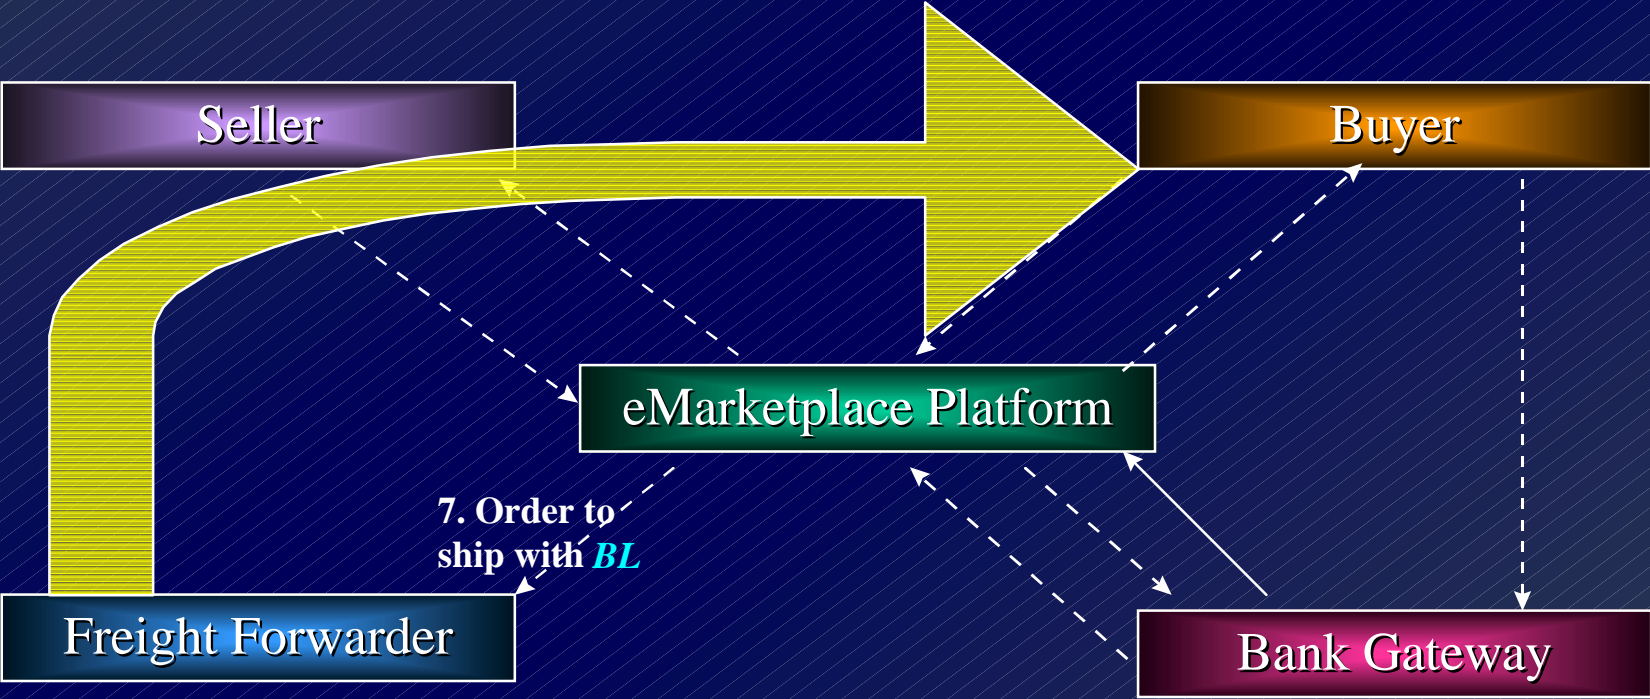 Seller
Buyer
eMarketplace Platform
7. Order to
ship with BL
Freight Forwarder
Bank Gateway